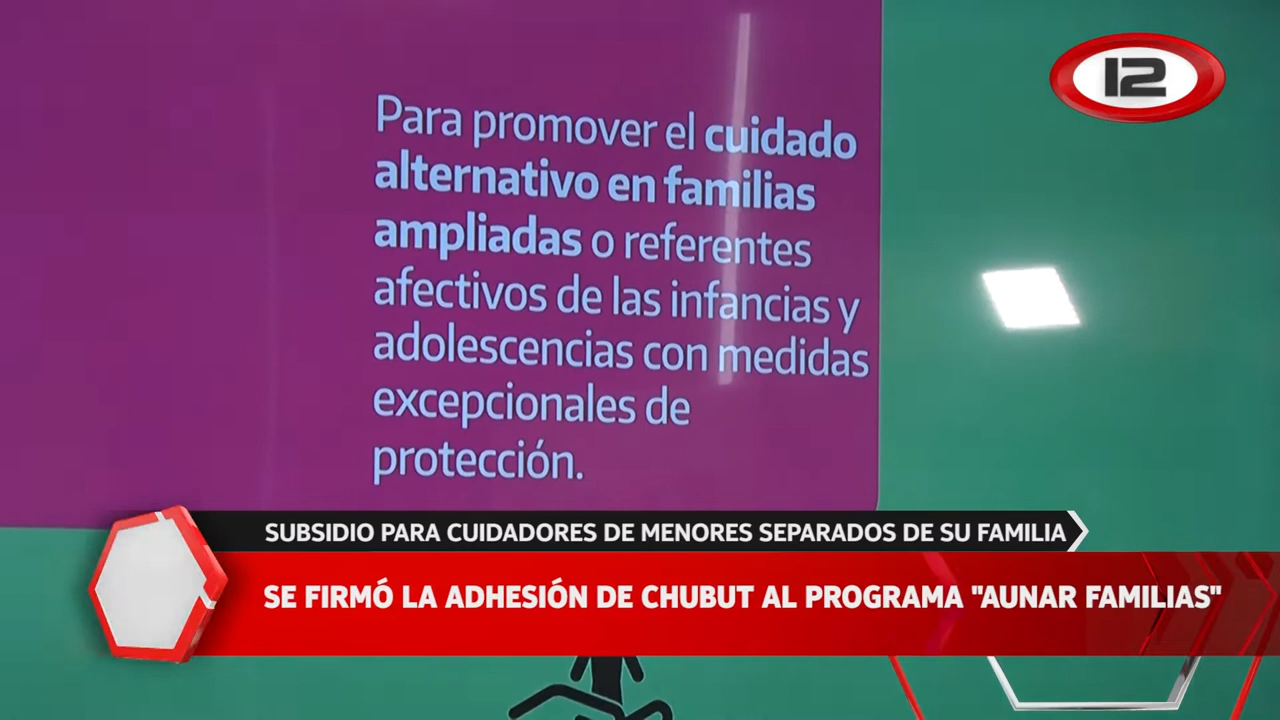 12
Para promover el cuidado
alternativo en familias
ampliadas o referentes
afectivos de las infancias y
adolescencias con medidas
excepcionales de
protección.
SUBSIDIO PARA CUIDADORES DE MENORES SEPARADOS DE SU FAMILIA
SE FIRMÓ LA ADHESIÓN DE CHUBUT AL PROGRAMA "AUNAR FAMILIAS"